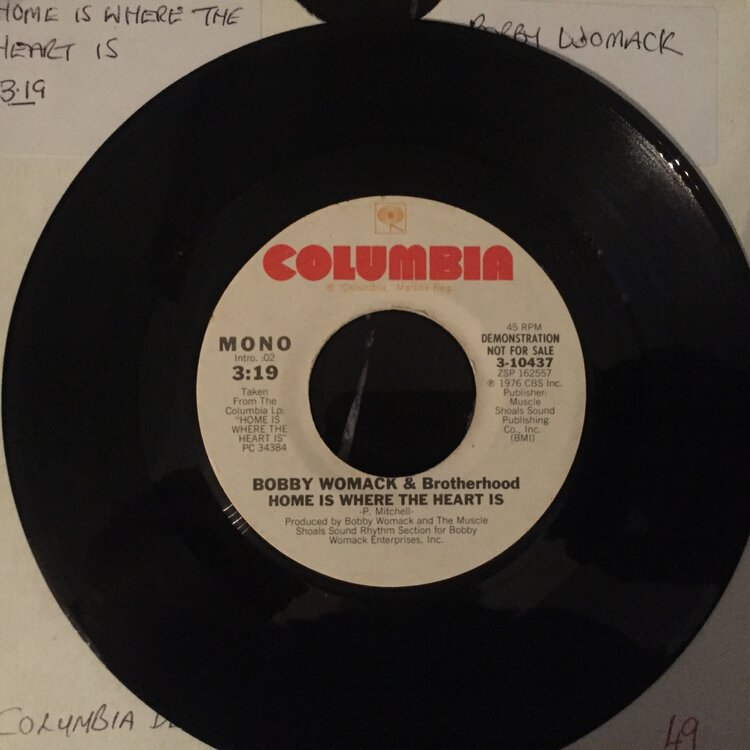 HOME IS WHERE THE
HEART IS
3.19
BOBBY WOMACK
COLUMBIA
® "Columbia," Marcas Reg.
MONO
Intro. :02
3:19
Taken
From The
Columbia Lp:
"HOME IS
WHERE THE
HEART IS"
PC 34384
45 RPM
DEMONSTRATION
NOT FOR SALE
3-10437
ZSP 162557
℗ 1976 CBS Inc.
Publisher:
Muscle
Shoals Sound
Publishing
Co., Inc.
(BMI)
BOBBY WOMACK & Brotherhood
HOME IS WHERE THE HEART IS
-P. Mitchell-
Produced by Bobby Womack and The Muscle
Shoals Sound Rhythm Section for Bobby
Womack Enterprises, Inc.
COLUMBIA
49